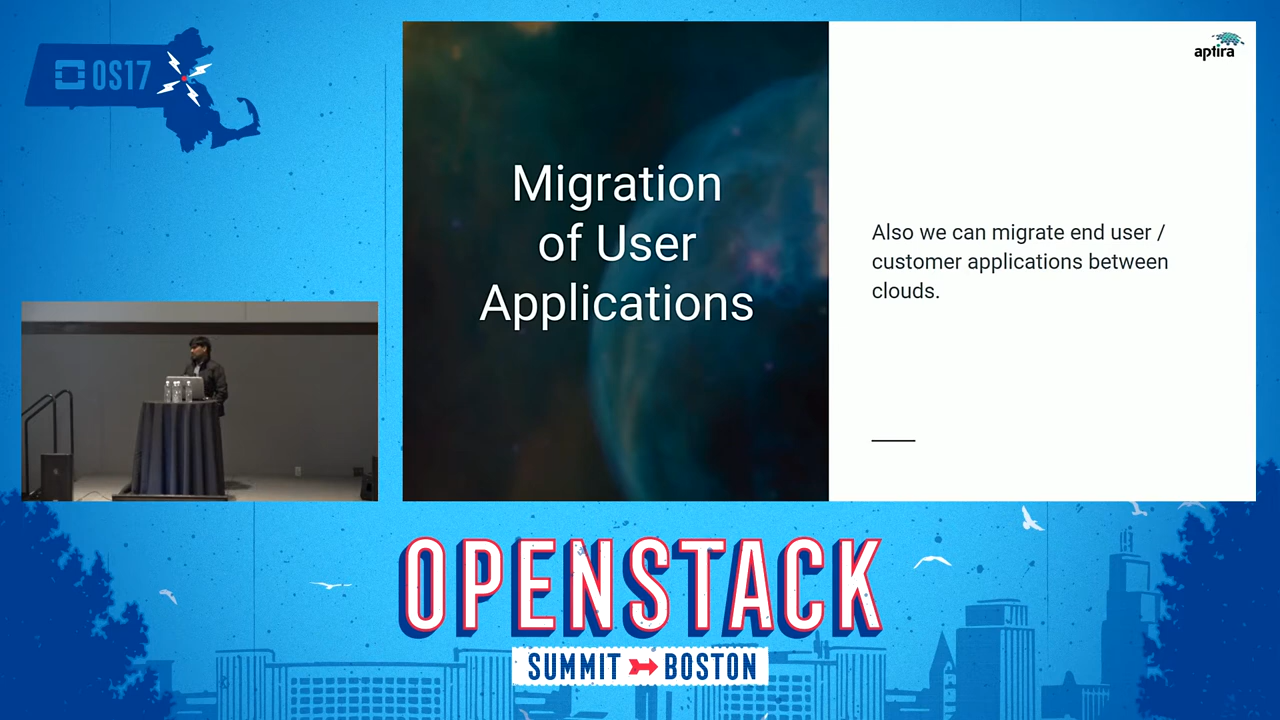 OS17
aptira
Migration
of User
Applications
Also we can migrate end user /
customer applications between
clouds.
OPENSTACK
SUMMIT BOSTON